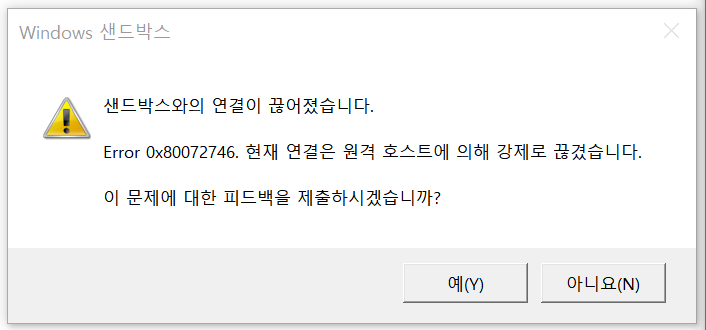 Windows 샌드박스
샌드박스와의 연결이 끊어졌습니다.
Error 0x80072746. 현재 연결은 원격 호스트에 의해 강제로 끊겼습니다.
이 문제에 대한 피드백을 제출하시겠습니까?
예(Y)
아니요(N)